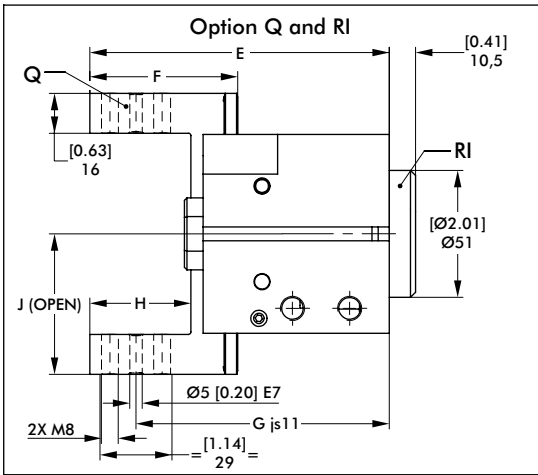 Option Q and RI
E
[0.41]
10,5
F
Q
[0.63]
16
RI
[Ø2.01]
Ø51
J (OPEN)
H
Ø5 [0.20] E7
2X M8
G js11
= [1.14] =
29